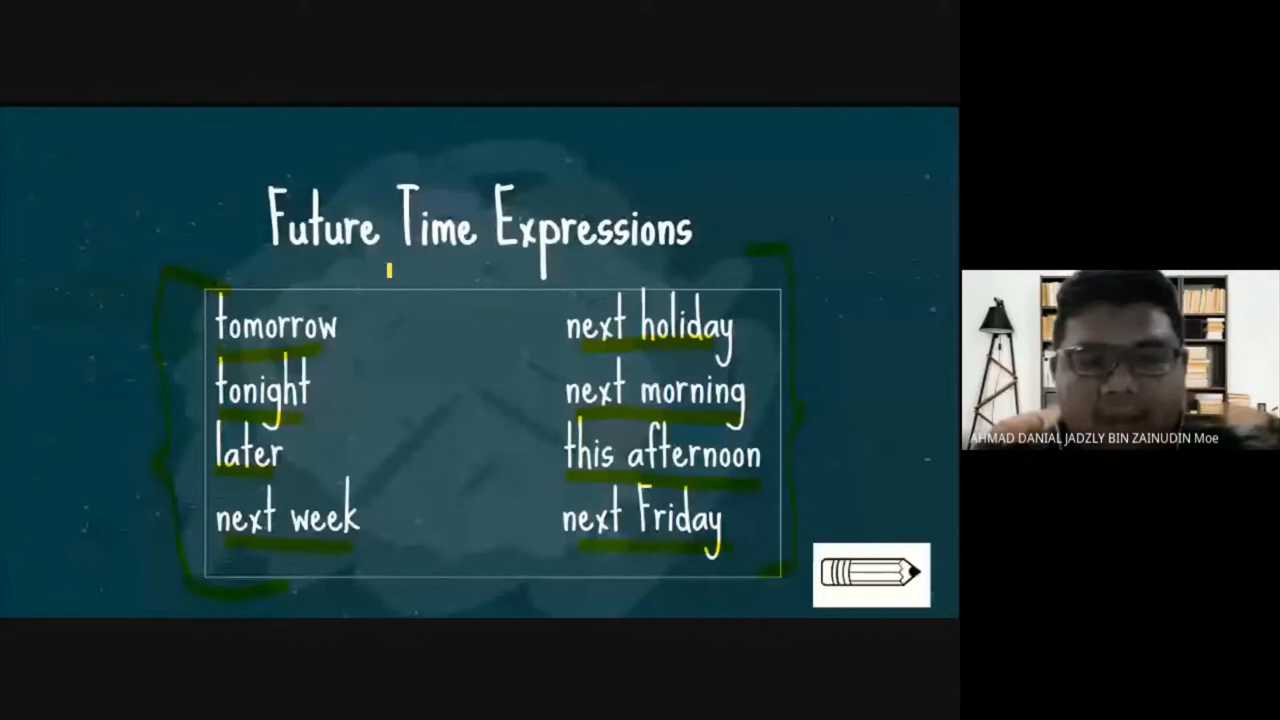 Future Time Expressions
tomorrow
tonight
later
next week
next holiday
next morning
this afternoon
next Friday
AHMAD DANIAL JADZLY BIN ZAINUDIN Moe